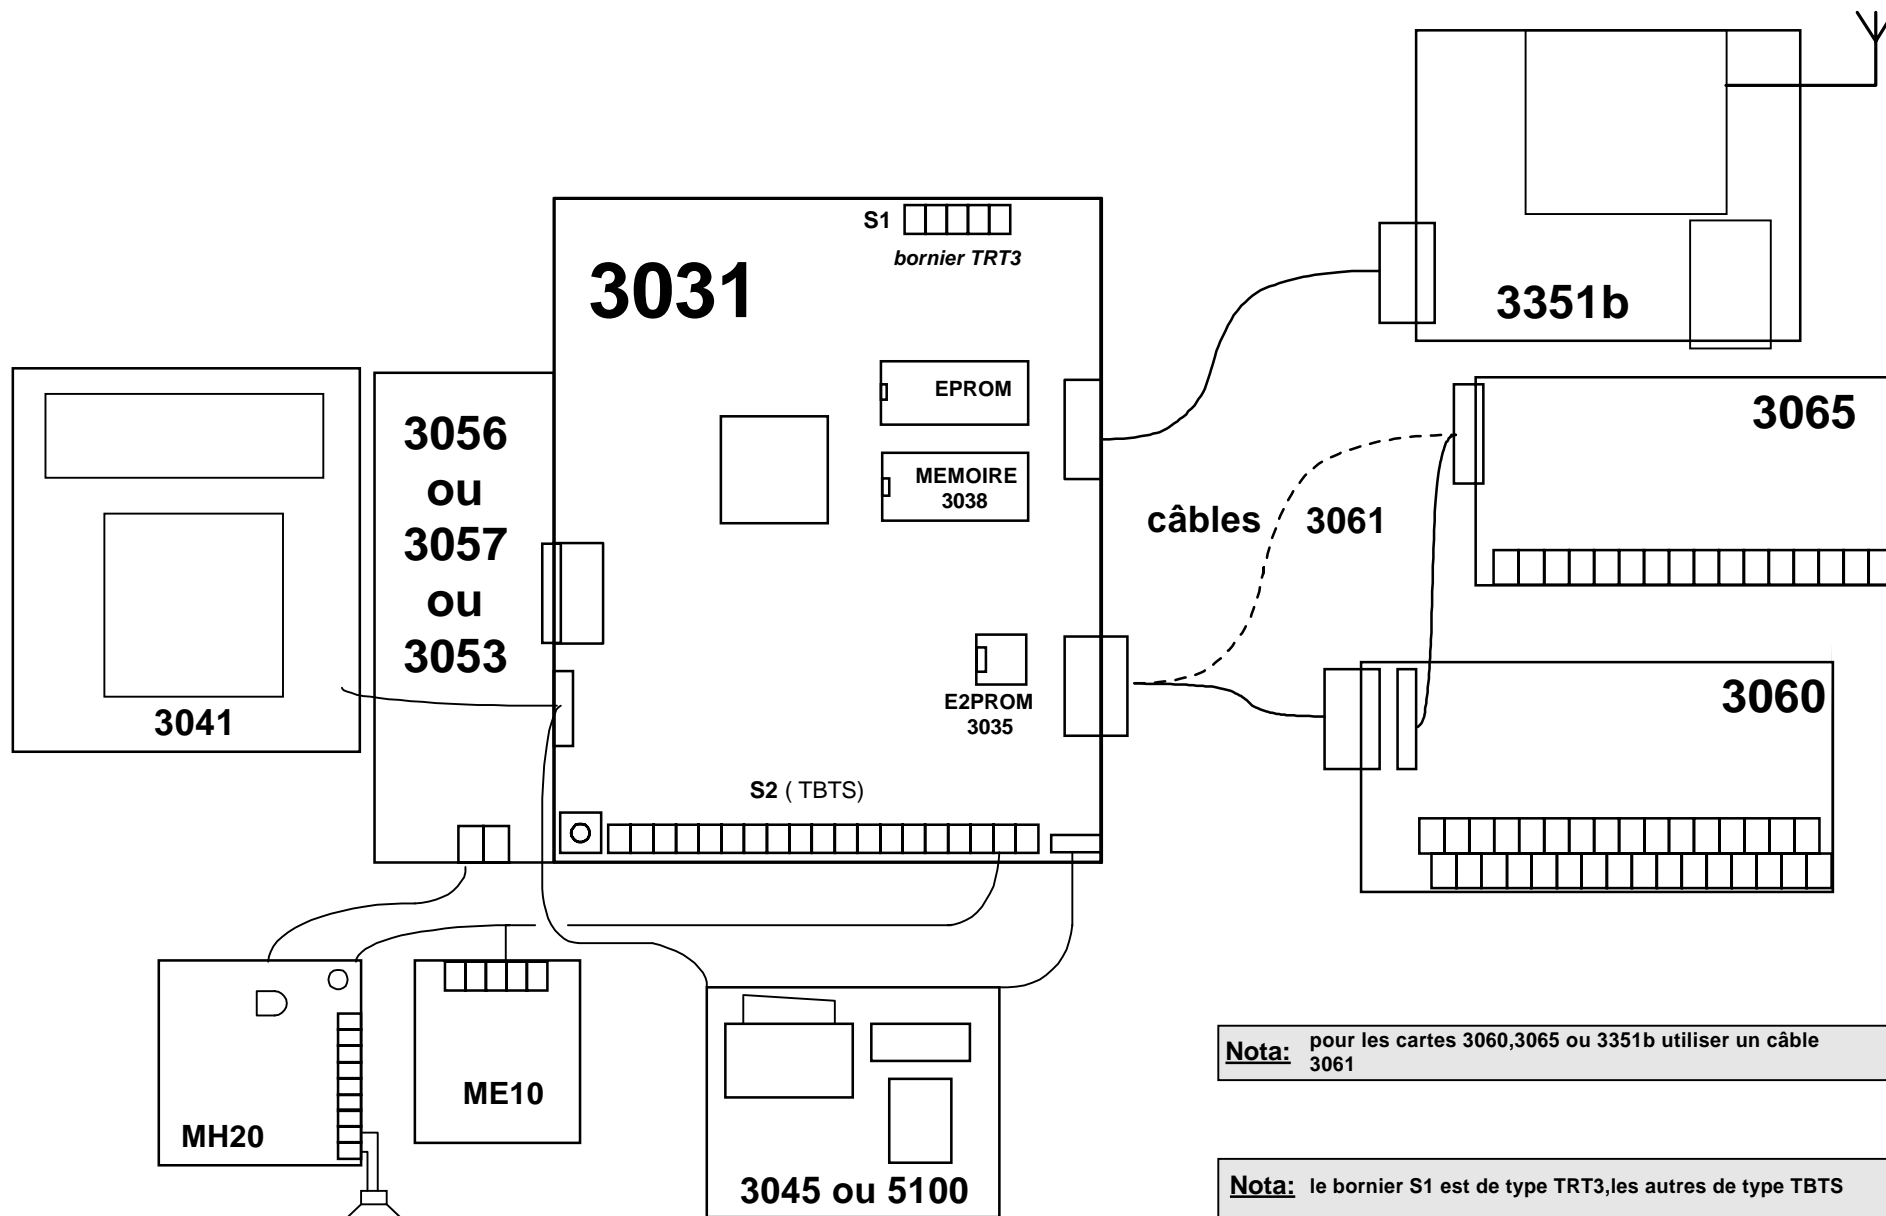 S1
bornier TRT3
3031
3351b
EPROM
3065
3056
ou
3057
ou
3053
MEMOIRE
3038
câbles 3061
3041
E2PROM
3035
3060
S2 ( TBTS)
Nota: pour les cartes 3060,3065 ou 3351b utiliser un câble
3061
ME10
MH20
3045 ou 5100
Nota: le bornier S1 est de type TRT3,les autres de type TBTS